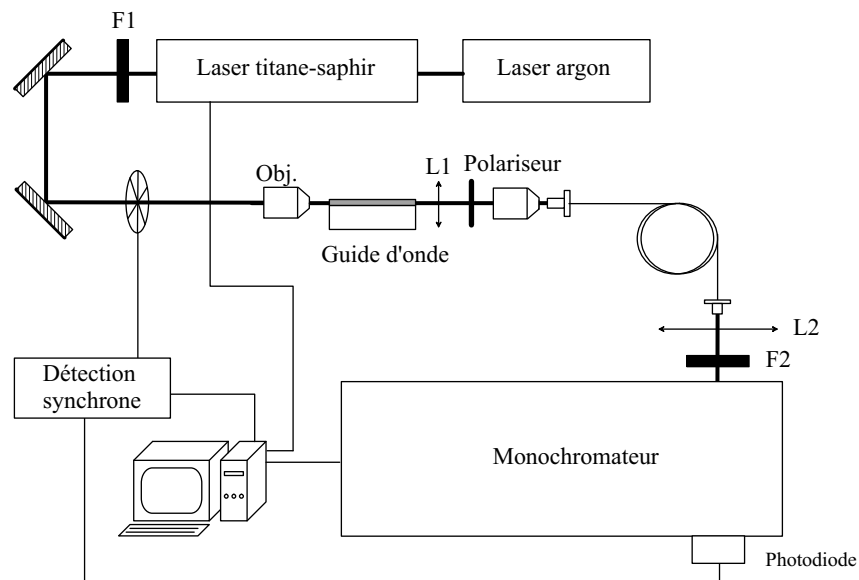 F1
Laser titane-saphir
Laser argon
Obj.
L1
Polariseur
Guide d'onde
L2
F2
Détection
synchrone
Monochromateur
Photodiode